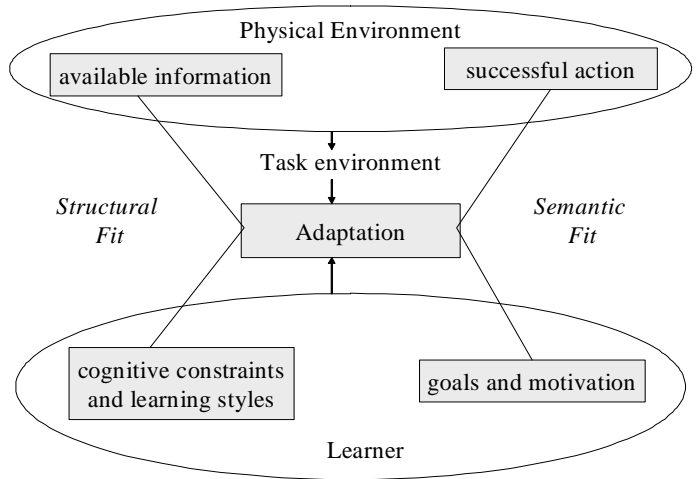 Physical Environment
available information
successful action
Task environment
Structural
Fit
Adaptation
Semantic
Fit
cognitive constraints
and learning styles
goals and motivation
Learner